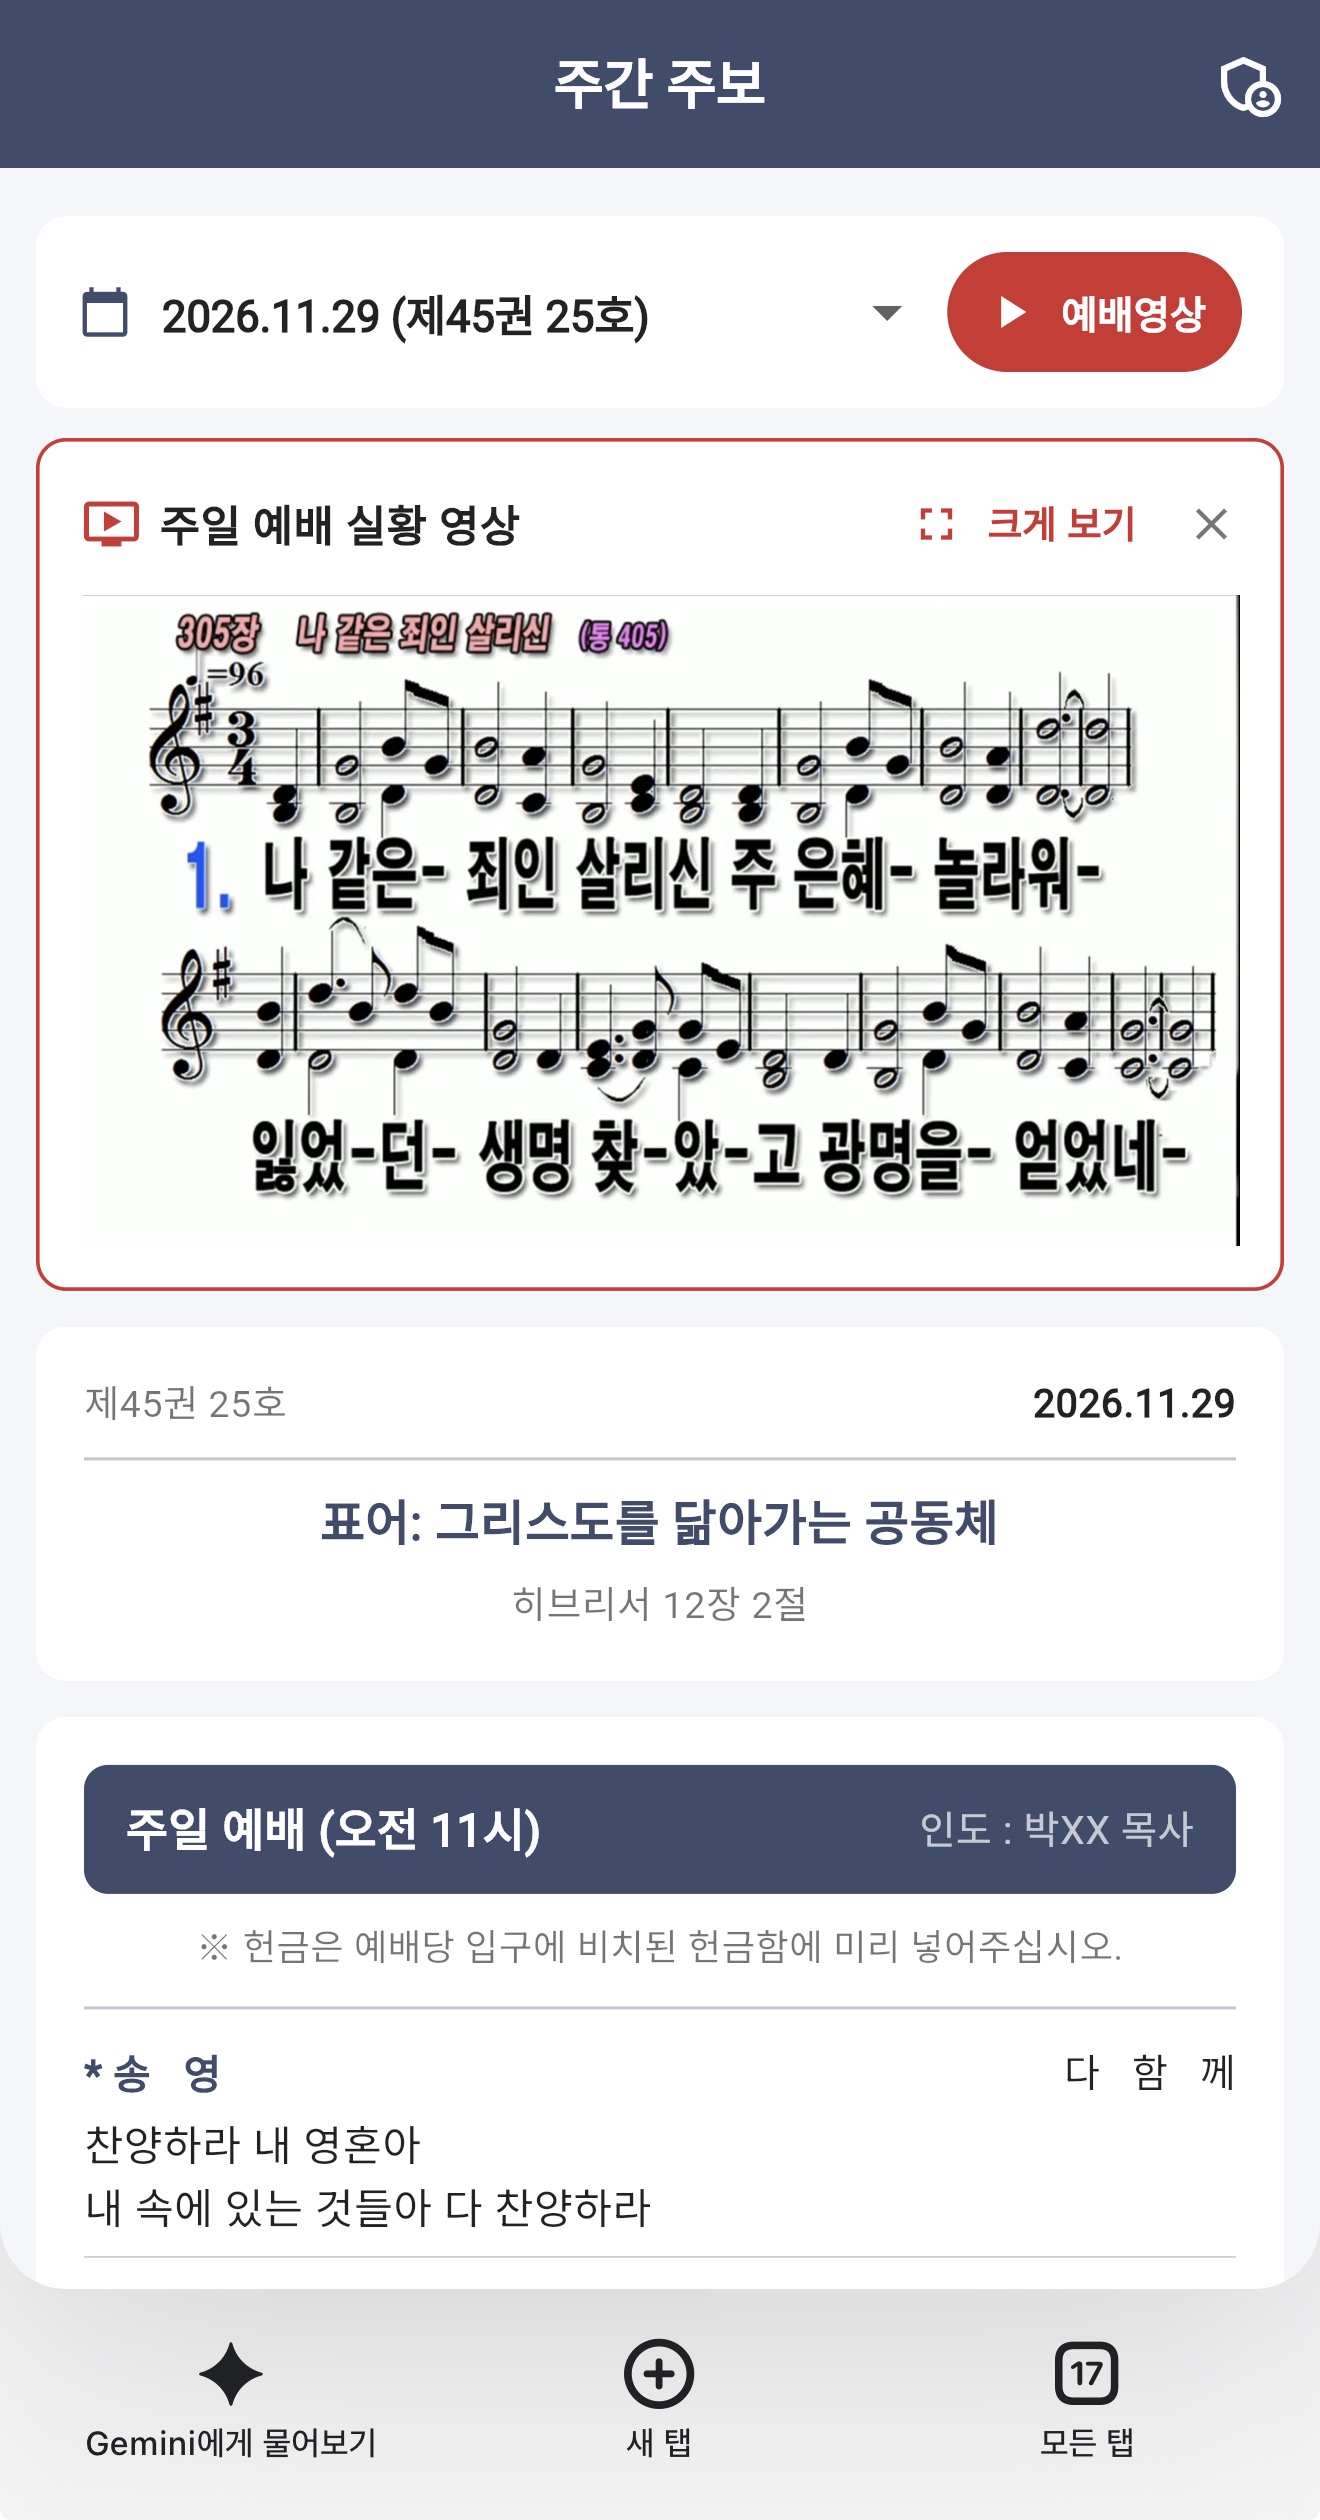 주간 주보
2026.11.29 (제45권 25호)
예배영상
주일 예배 실황 영상
크게 보기
305장 나 같은 죄인 살리신 (통 405)
=96
3
4
1. 나 같은- 죄인 살리신 주 은혜- 놀라워-
잃었-던- 생명 찾-았-고 광명을- 얻었네-
제45권 25호
2026.11.29
표어: 그리스도를 닮아가는 공동체
히브리서 12장 2절
주일 예배 (오전 11시)
인도 : 박XX 목사
※ 헌금은 예배당 입구에 비치된 헌금함에 미리 넣어주십시오.
* 송 영
다 함 께
찬양하라 내 영혼아
내 속에 있는 것들아 다 찬양하라
Gemini에게 물어보기
새 탭
17
모든 탭